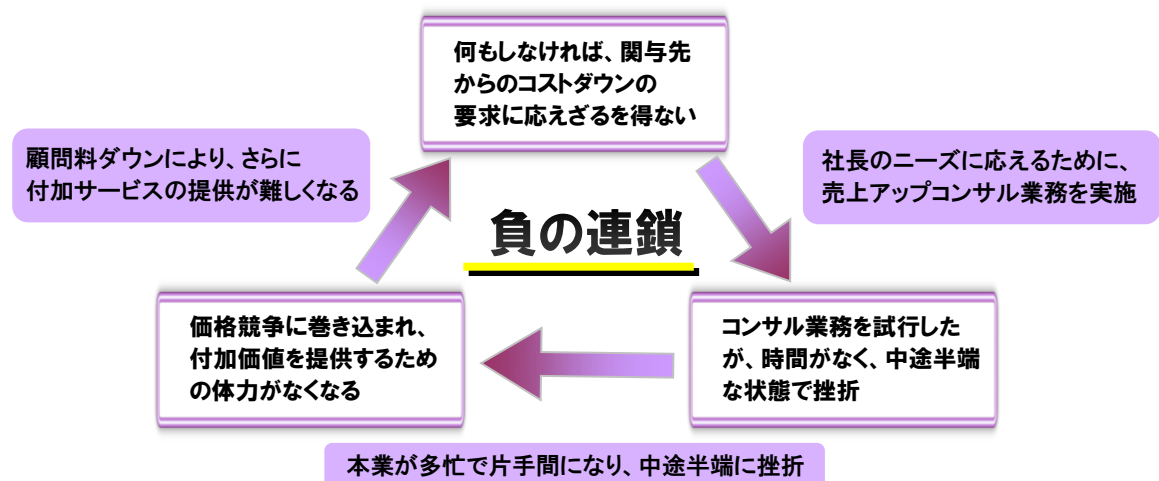 何もしなければ、関与先
からのコストダウンの
要求に応えざるを得ない
顧問料ダウンにより、さらに
付加サービスの提供が難しくなる
社長のニーズに応えるために、
売上アップコンサル業務を実施
負の連鎖
価格競争に巻き込まれ、
付加価値を提供するため
の体力がなくなる
コンサル業務を試行した
が、時間がなく、中途半端
な状態で挫折
本業が多忙で片手間になり、中途半端に挫折